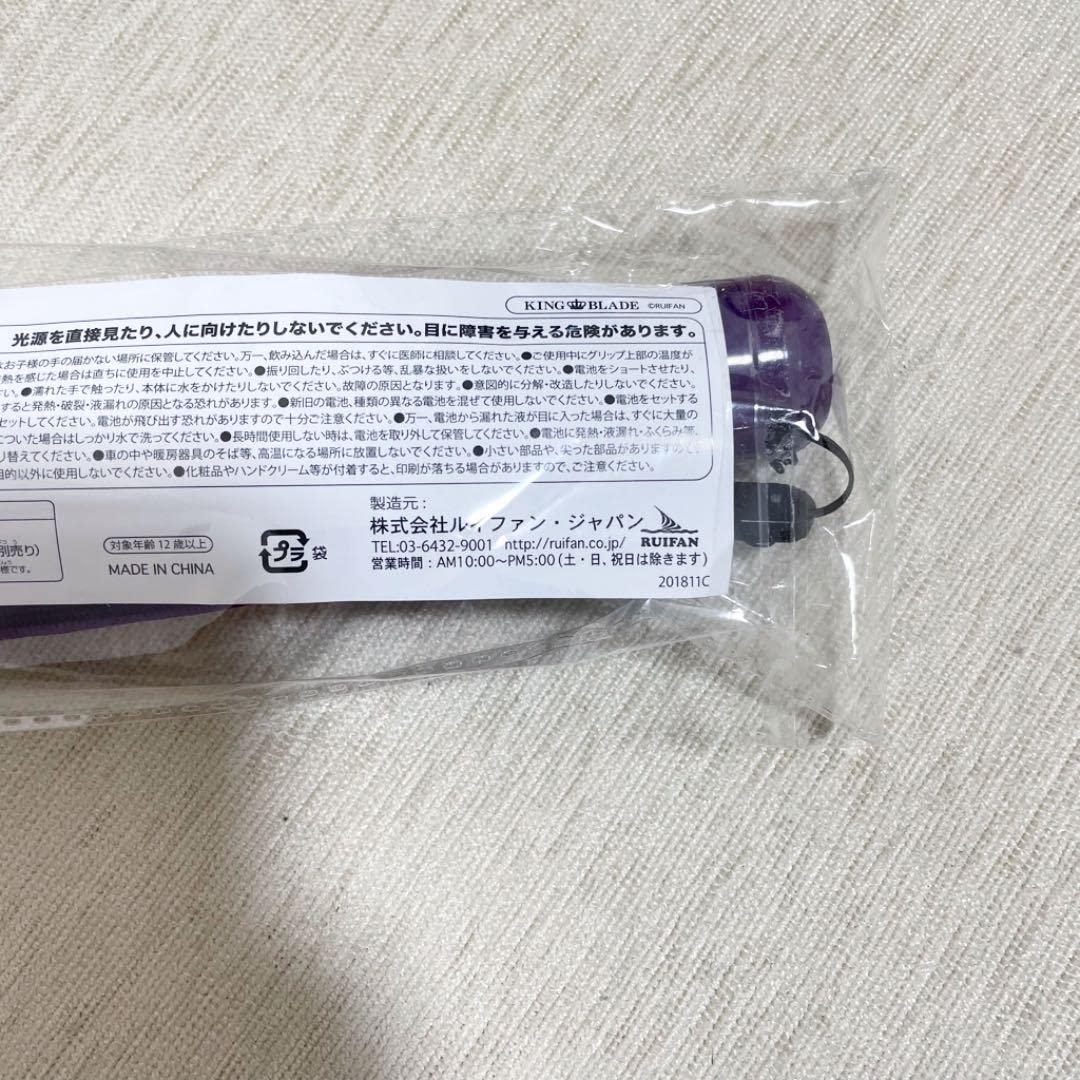 KING BLADE ©RUIFAN
光源を直接見たり、人に向けたりしないでください。目に障害を与える危険があります。
お子様の手の届かない場所に保管してください。万一、飲み込んだ場合は、すぐに医師に相談してください。●ご使用中にグリップ上部の温度が
熱を感じた場合は直ちに使用を中止してください。●振り回したり、ぶつける等、乱暴な扱いをしないでください。●電池をショートさせたり、
さい。●濡れた手で触ったり、本体に水をかけたりしないでください。故障の原因となります。●意図的に分解・改造したりしないでください。
すると発熱・破裂・液漏れの原因となる恐れがあります。●新旧の電池、種類の異なる電池を混ぜて使用しないでください。●電池をセットする
セットしてください。電池が飛び出す恐れがありますので十分ご注意ください。●万一、電池から漏れた液が目に入った場合は、すぐに大量の
についた場合はしっかり水で洗ってください。●長時間使用しない時は、電池を取り外して保管してください。●電池に発熱・液漏れ・ふくらみ等、
り替えてください。●車の中や暖房器具のそば等、高温になる場所に放置しないでください。●小さい部品や、尖った部品がありますので、
目的以外に使用しないでください。●化粧品やハンドクリーム等が付着すると、印刷が落ちる場合がありますので、ご注意ください。
別売り)
標です。
対象年齢12歳以上
MADE IN CHINA
プラ 袋
製造元:
株式会社ルイファン・ジャパン
TEL:03-6432-9001 http://ruifan.co.jp/
営業時間:AM10:00〜PM5:00(土・日、祝日は除きます)
RUIFAN
201811C